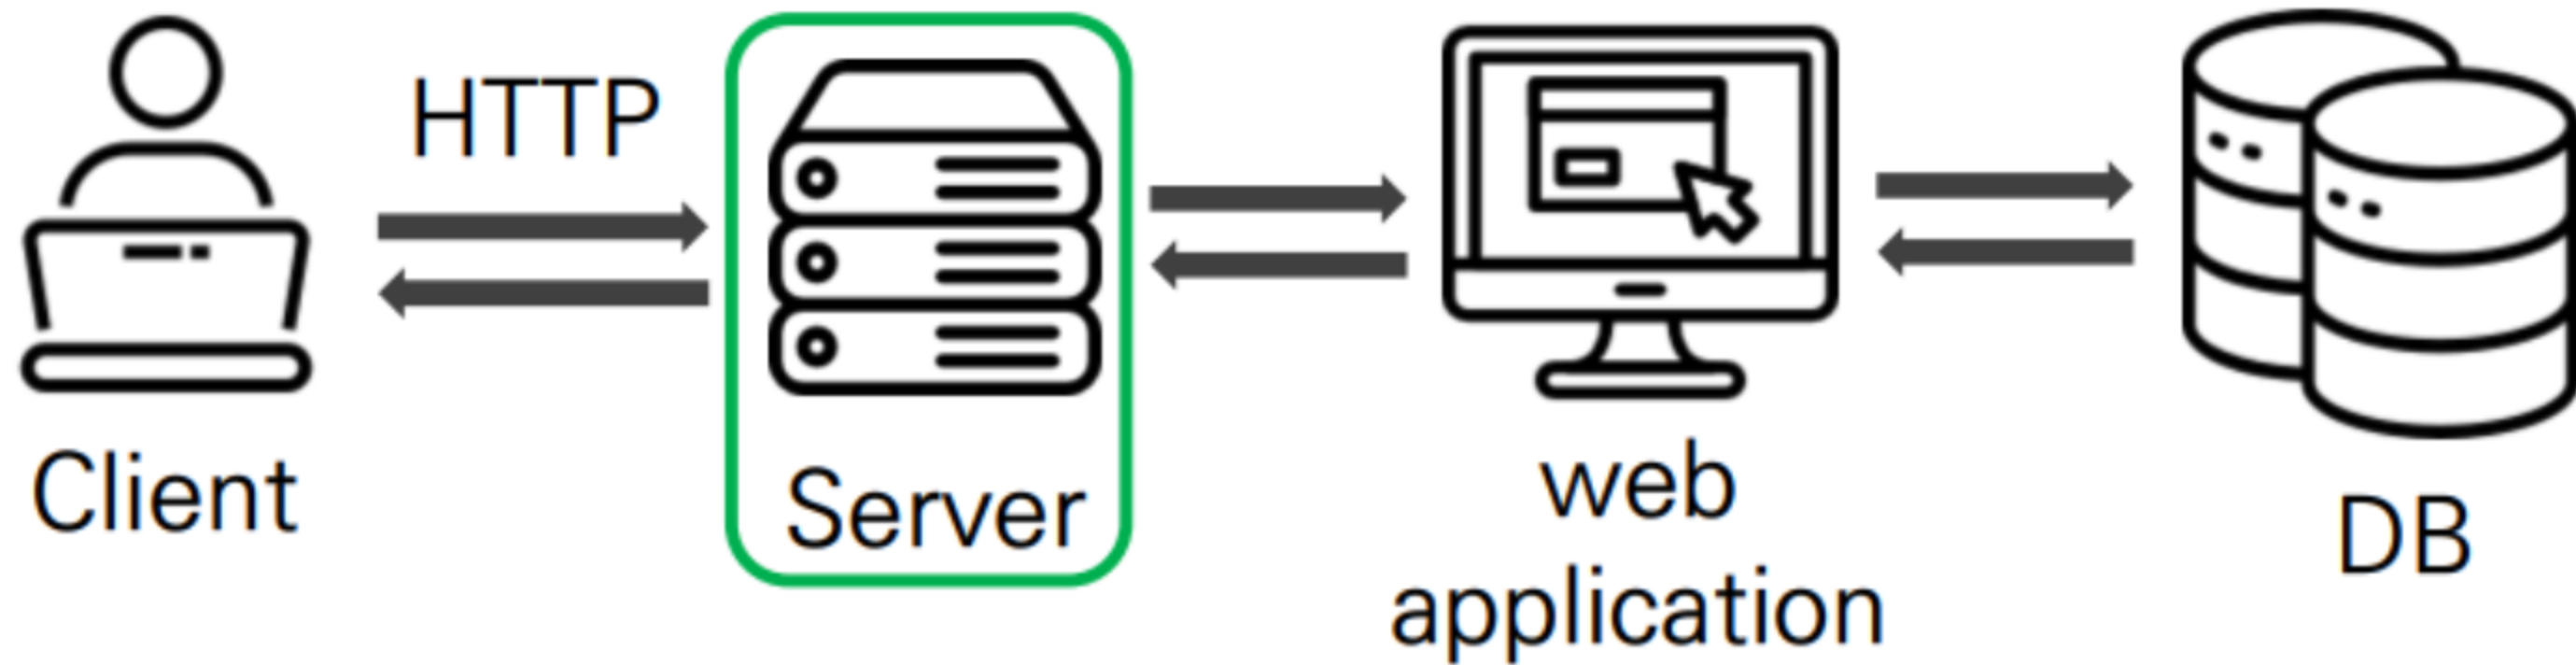 HTTP
Client
Server
web
application
DB